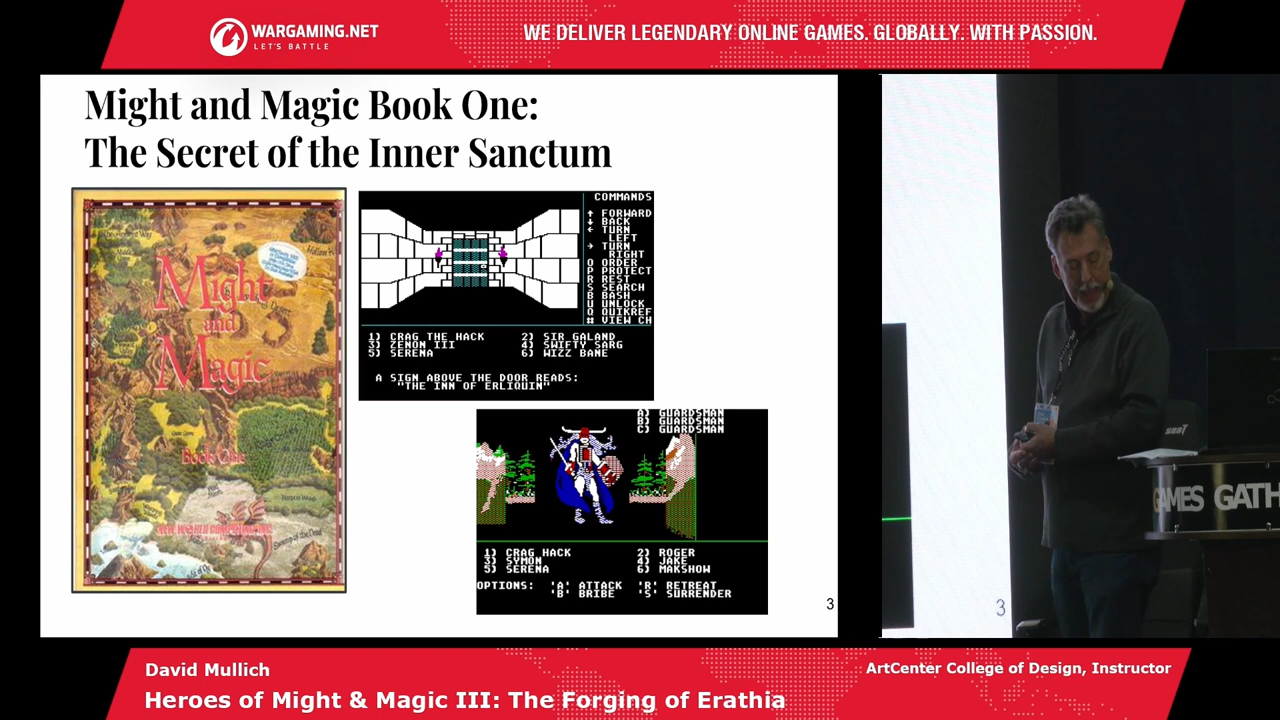 WARGAMING.NET
LET'S BATTLE
WE DELIVER LEGENDARY ONLINE GAMES. GLOBALLY. WITH PASSION.
Might and Magic Book One:
The Secret of the Inner Sanctum
Might
and
Magic
Book One
COMMANDS
↑ FORWARD
↓ BACK
← TURN
LEFT
→ TURN
RIGHT
O ORDER
P PROTECT
R REST
S SEARCH
B BASH
U UNLOCK
Q QUIKREF
# VIEW CH
1) CRAG THE HACK 2) SIR GALAND
3) ZENON III 4) SWIFTY SARG
5) SERENA 6) WIZZ BANE
A SIGN ABOVE THE DOOR READS:
"THE INN OF ERLIQUIN"
A) GUARDSMAN
B) GUARDSMAN
C) GUARDSMAN
1) CRAG HACK 2) ROGER
3) SYMON 4) JAKE
5) SERENA 6) MAKSHOW
OPTIONS: 'A' ATTACK 'R' RETREAT
'B' BRIBE 'S' SURRENDER
3
3
seat
GAMES GATH
David Mullich
ArtCenter College of Design, Instructor
Heroes of Might & Magic III: The Forging of Erathia